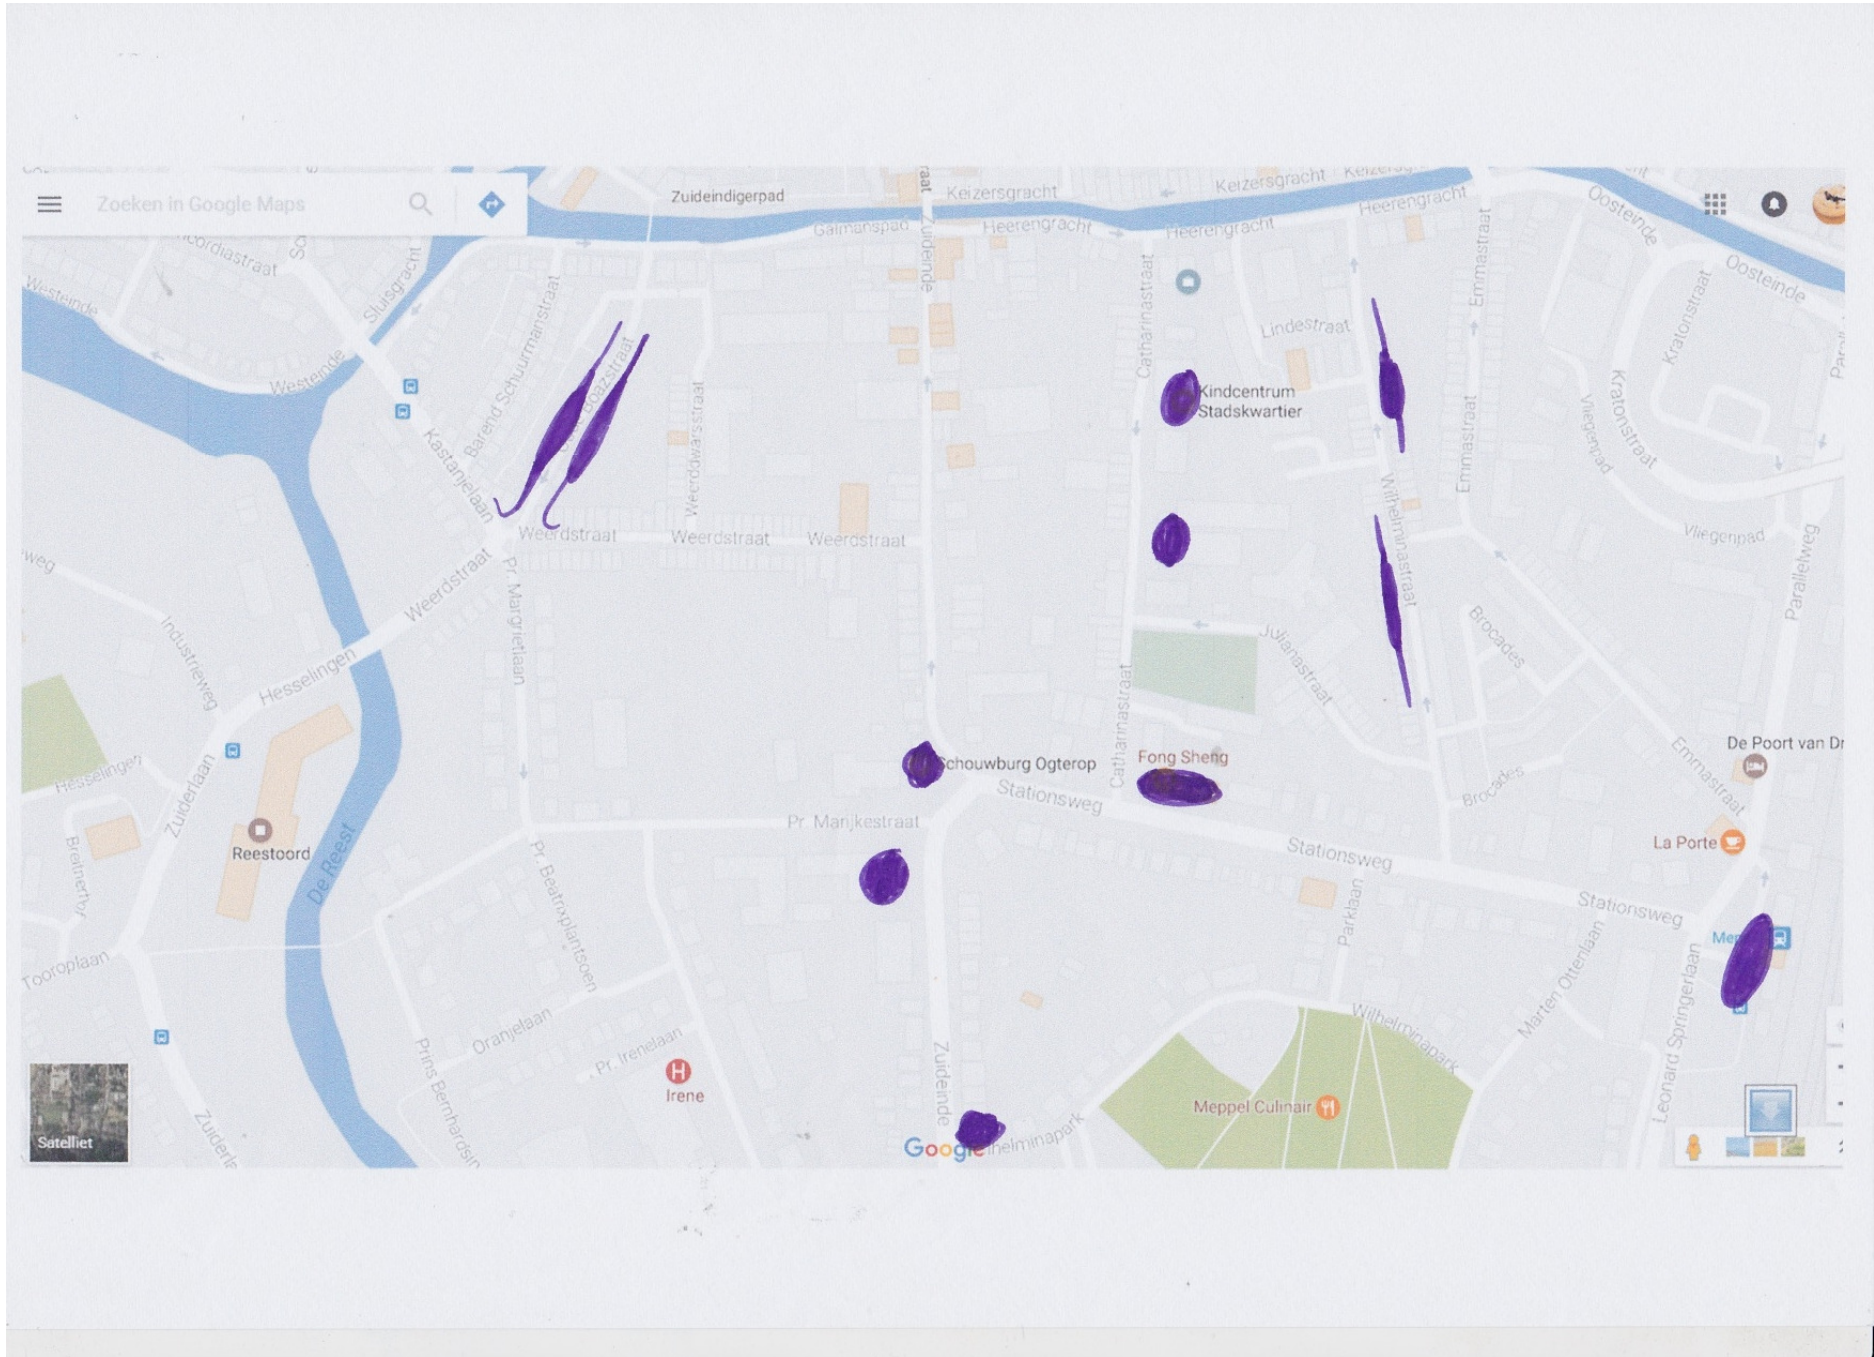 Zoeken in Google Maps
Zuideindigerpad
Keizersgracht
Keizersgracht
Galmanspad
Heerengracht
Heerengracht
Heerengracht
Zuideinde
Oosteinde
Oosteinde
Sluisgracht
Westeinde
Westeinde
Barend Schuurmanstraat
Boazstraat
Catharinastraat
Lindestraat
Emmastraat
Kratonstraat
Kratonstraat
Kindcentrum
Stadskwartier
Kastanjelaan
Weerddwarsstraat
Emmastraat
Vliegenpad
Wilhelminastraat
Weerdstraat
Weerdstraat
Weerdstraat
Vliegenpad
Parallelweg
Weerdstraat
Pr. Margrietlaan
Industrieweg
Hesselingen
Julianastraat
Brocades
Catharinastraat
Hesselingen
Zuiderlaan
Schouwburg Ogterop
Fong Sheng
De Poort van Dr
Emmastraat
Brocades
Stationsweg
Pr. Marijkestraat
Reestoord
De Reest
Breitnerhof
Stationsweg
La Porte
Pr. Beatrixplantsoen
Parklaan
Stationsweg
Tooroplaan
Marten Ottenlaan
Leonard Springerlaan
Oranjelaan
Pr. Irenelaan
Wilhelminapark
Prins Bernhardsin
Zuideinde
H
Irene
Meppel Culinair
Satelliet
Google